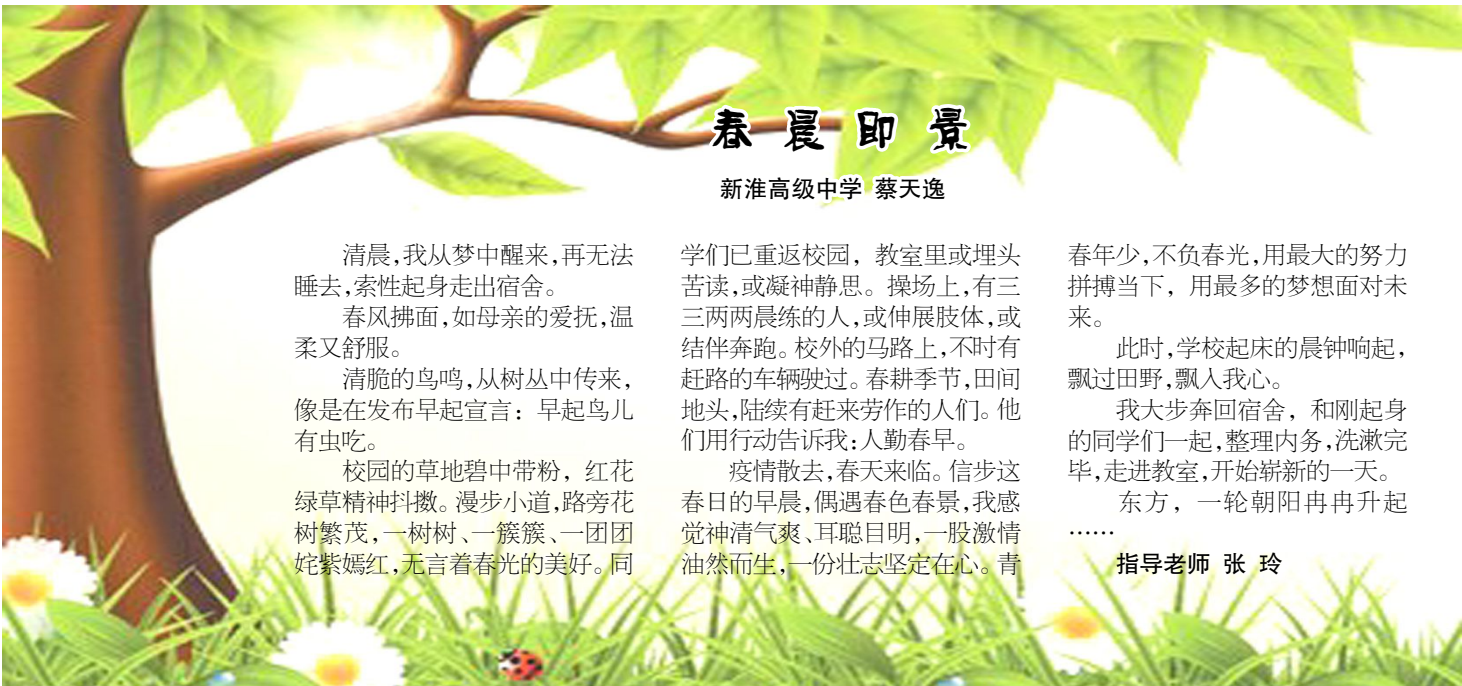 春晨即景
新淮高级中学 蔡天逸
清晨,我从梦中醒来,再无法
睡去,索性起身走出宿舍。
春风拂面,如母亲的爱抚,温
柔又舒服。
清脆的鸟鸣,从树丛中传来,
像是在发布早起宣言：早起鸟儿
有虫吃。
校园的草地碧中带粉，红花
绿草精神抖擞。漫步小道,路旁花
树繁茂,一树树、一簇簇、一团团
姹紫嫣红,无言着春光的美好。同
学们已重返校园，教室里或埋头
苦读,或凝神静思。操场上,有三
三两两晨练的人,或伸展肢体,或
结伴奔跑。校外的马路上,不时有
赶路的车辆驶过。春耕季节,田间
地头,陆续有赶来劳作的人们。他
们用行动告诉我:人勤春早。
疫情散去,春天来临。信步这
春日的早晨,偶遇春色春景,我感
觉神清气爽、耳聪目明,一股激情
油然而生,一份壮志坚定在心。青
春年少,不负春光,用最大的努力
拼搏当下，用最多的梦想面对未
来。
此时,学校起床的晨钟响起,
飘过田野,飘入我心。
我大步奔回宿舍，和刚起身
的同学们一起,整理内务,洗漱完
毕,走进教室,开始崭新的一天。
东方，一轮朝阳冉冉升起
……
指导老师 张 玲